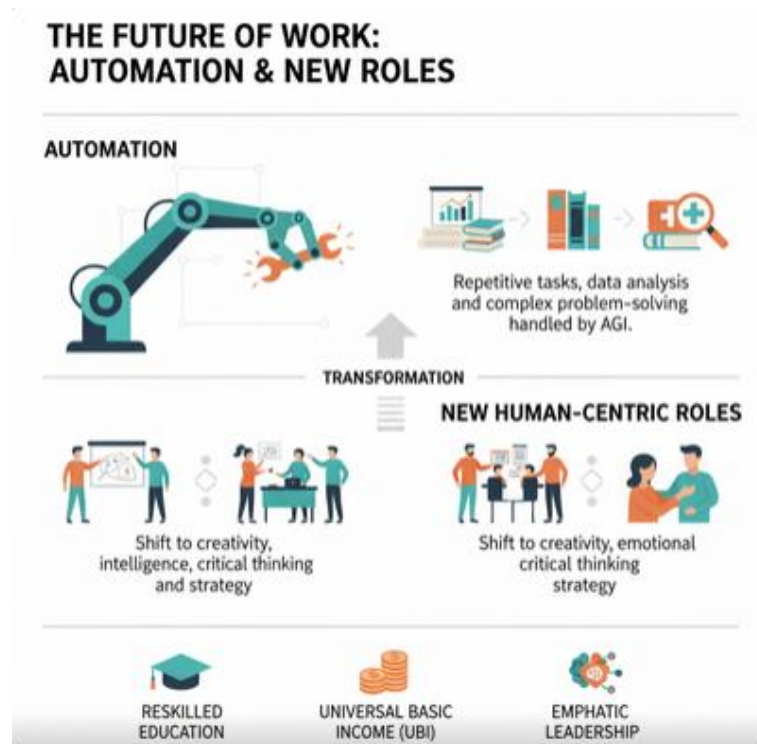 THE FUTURE OF WORK:
AUTOMATION & NEW ROLES
AUTOMATION
Repetitive tasks, data analysis
and complex problem-solving
handled by AGI.
TRANSFORMATION
NEW HUMAN-CENTRIC ROLES
Shift to creativity,
intelligence, critical thinking
and strategy
Shift to creativity, emotional
critical thinking
strategy
RESKILLED
EDUCATION
UNIVERSAL BASIC
INCOME (UBI)
EMPHATIC
LEADERSHIP